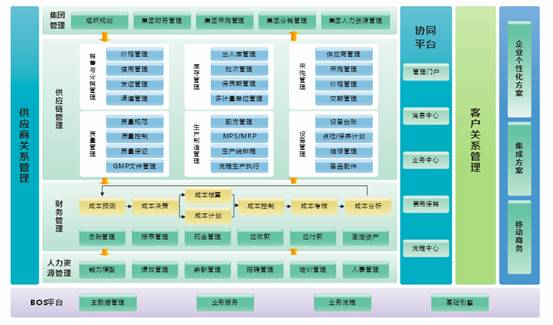 集团管理
组织规划
集团财务管理
集团采购管理
集团分销管理
集团人力资源管理
供应商关系管理
供应链管理
销售与分销管理
价格管理
信用管理
发运管理
渠道管理
库存管理
出入库管理
批次管理
保质期管理
多计量单位管理
采购管理
供应商管理
采购管理
价格管理
交期管理
质量管理
质量规范
质量控制
质量保证
GMP文件管理
生产制造管理
配方管理
MPS/MRP
生产线排程
流程生产执行
设备管理
设备台账
点检/保养计划
维修管理
备品配件
财务管理
成本预测
成本决策
成本核算
成本计划
成本控制
成本考核
成本分析
总账管理
报表管理
现金管理
应收款
应付款
固定资产
人力资源管理
能力模型
绩效管理
薪酬管理
招聘管理
培训管理
人事管理
协同平台
管理门户
消息中心
业务中心
费用报销
流程中心
客户关系管理
企业个性化方案
集成方案
移动商务
BOS平台
主数据管理
业务服务
业务流程
基础引擎